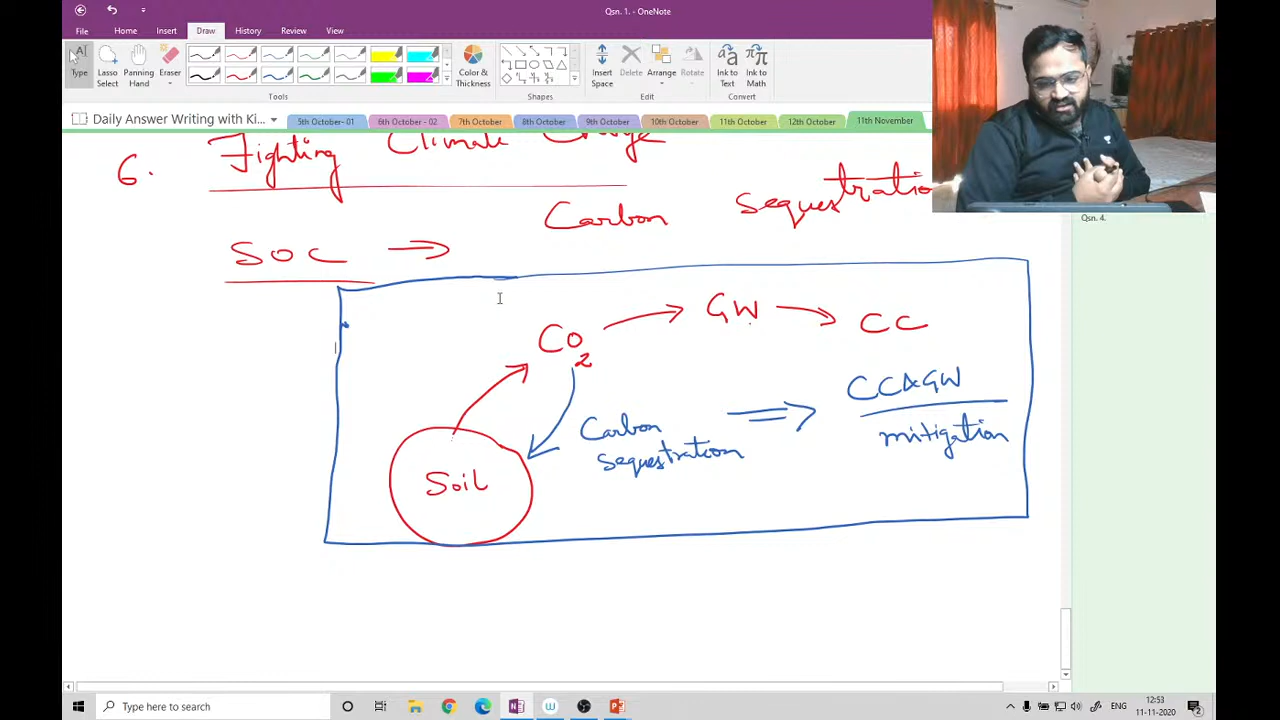 Qsn. 1. - OneNote
File Home Insert Draw History Review View
Type
Lasso Select
Panning Hand
Eraser
Color & Thickness
Insert Space
Delete
Arrange
Rotate
Ink to Text
Ink to Math
Tools Shapes Edit Convert
Daily Answer Writing with Ki...
5th October- 01 6th October - 02 7th October 8th October 9th October 10th October 11th October 12th October 11th November
Qsn. 4.
6. Fighting Climate Change
Carbon sequestratio
SOC ⇒
CO2 → GW → CC
CC&GW
Carbon sequestration ⇒ mitigation
Soil
Type here to search
12:53
ENG
11-11-2020
2